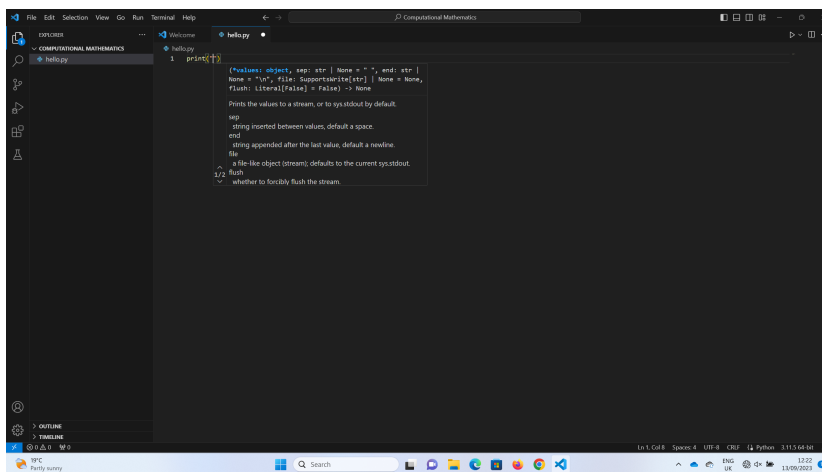 File Edit Selection View Go Run Terminal Help
Computational Mathematics
EXPLORER
Welcome
hello.py
COMPUTATIONAL MATHEMATICS
hello.py
hello.py
1 print("")
(*values: object, sep: str | None = " ", end: str |
None = "\n", file: SupportsWrite[str] | None = None,
flush: Literal[False] = False) -> None
Prints the values to a stream, or to sys.stdout by default.
sep
string inserted between values, default a space.
end
string appended after the last value, default a newline.
file
a file-like object (stream); defaults to the current sys.stdout.
1/2
flush
whether to forcibly flush the stream.
OUTLINE
TIMELINE
0 0 0
Ln 1, Col 8 Spaces: 4 UTF-8 CRLF Python 3.11.5 64-bit
19°C
Partly sunny
Search
ENG
UK
12:22
13/09/2023